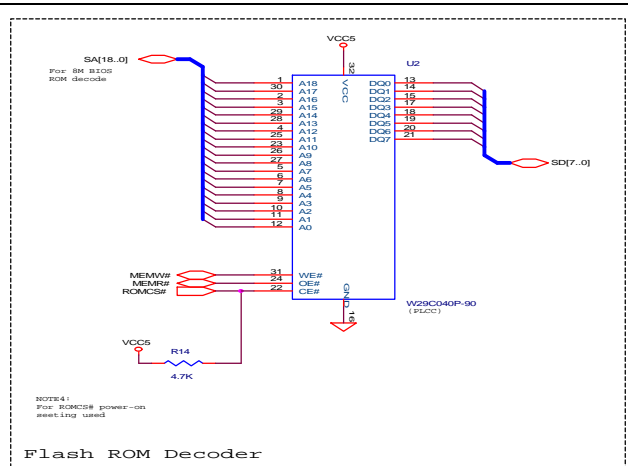 VCC5
SA[18..0]
U2
For 8M BIOS
ROM decode
32
VCC
1 A18
30 A17
2 A16
3 A15
29 A14
28 A13
4 A12
25 A11
23 A10
26 A9
27 A8
5 A7
6 A6
7 A5
8 A4
9 A3
10 A2
11 A1
12 A0
DQ0 13
DQ1 14
DQ2 15
DQ3 17
DQ4 18
DQ5 19
DQ6 20
DQ7 21
SD[7..0]
MEMW# 31 WE#
MEMR# 24 OE#
ROMCS# 22 CE#
GND
16
W29C040P-90
(PLCC)
VCC5
R14
4.7K
NOTE4:
For ROMCS# power-on
seeting used
Flash ROM Decoder